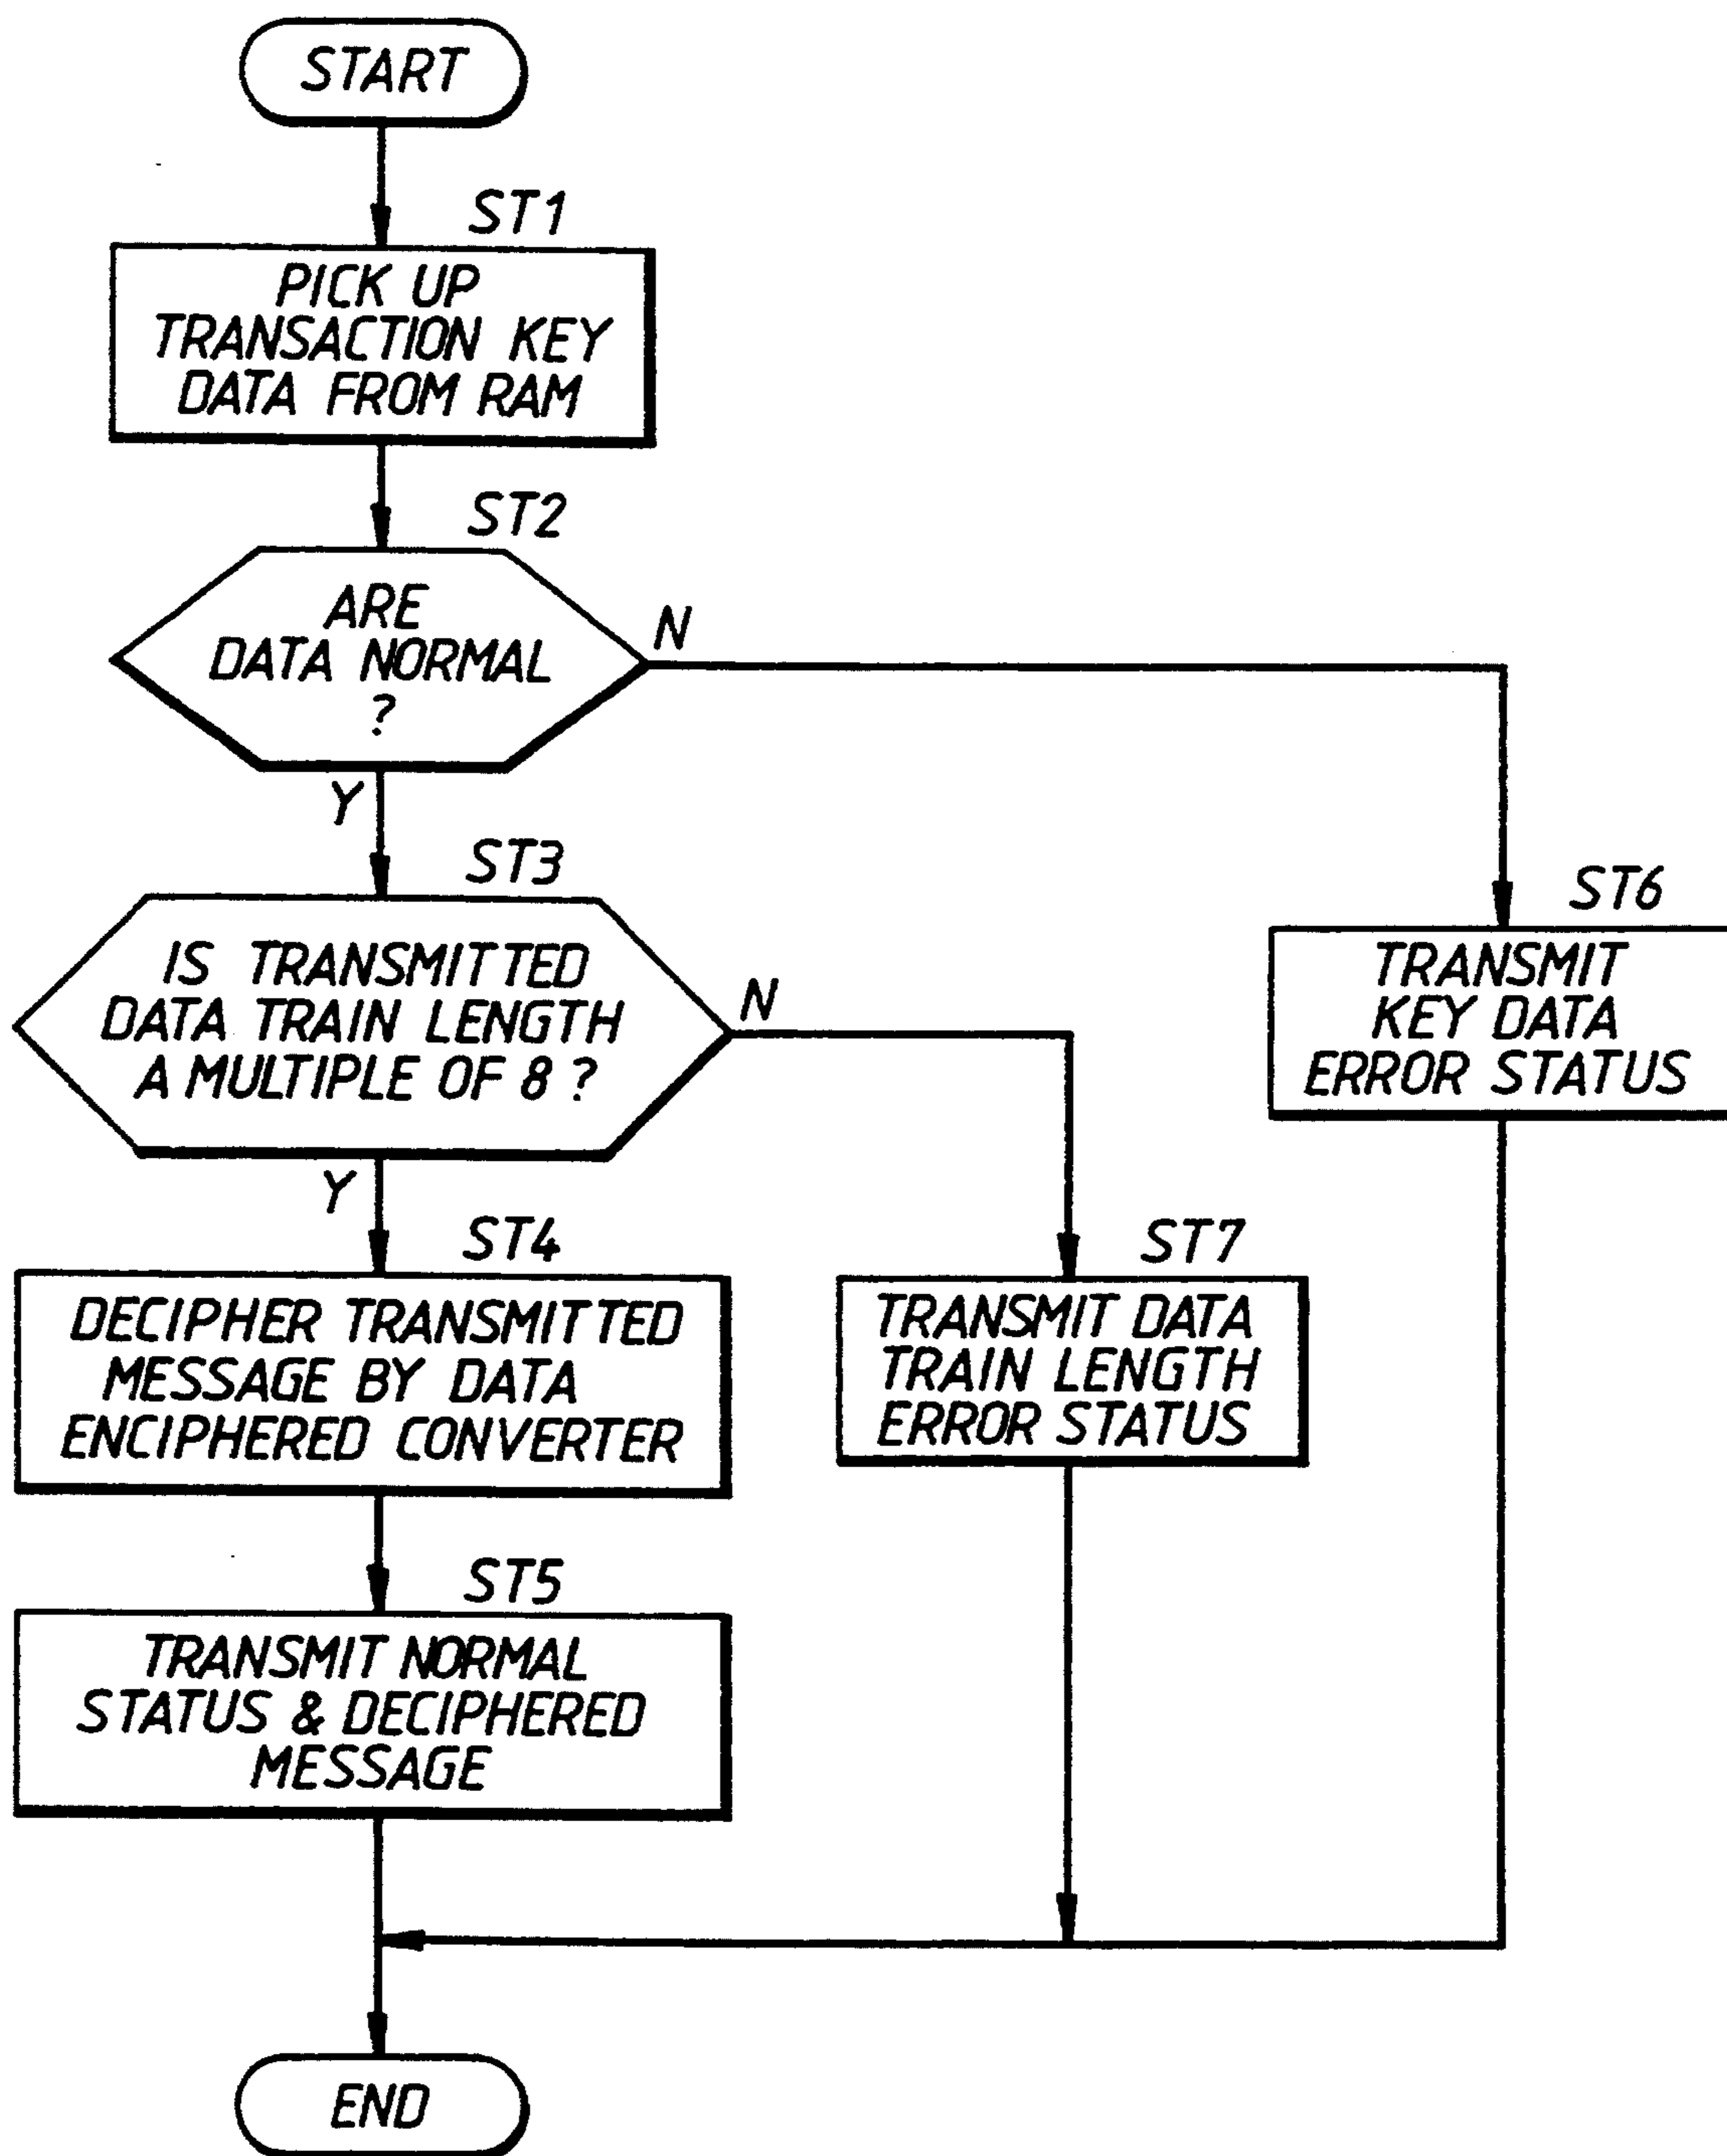 START
ST1
PICK UP
TRANSACTION KEY
DATA FROM RAM
ST2
ARE
DATA NORMAL
?
N
Y
ST3
IS TRANSMITTED
DATA TRAIN LENGTH
A MULTIPLE OF 8 ?
N
Y
ST6
TRANSMIT
KEY DATA
ERROR STATUS
ST4
DECIPHER TRANSMITTED
MESSAGE BY DATA
ENCIPHERED CONVERTER
ST7
TRANSMIT DATA
TRAIN LENGTH
ERROR STATUS
ST5
TRANSMIT NORMAL
STATUS & DECIPHERED
MESSAGE
END